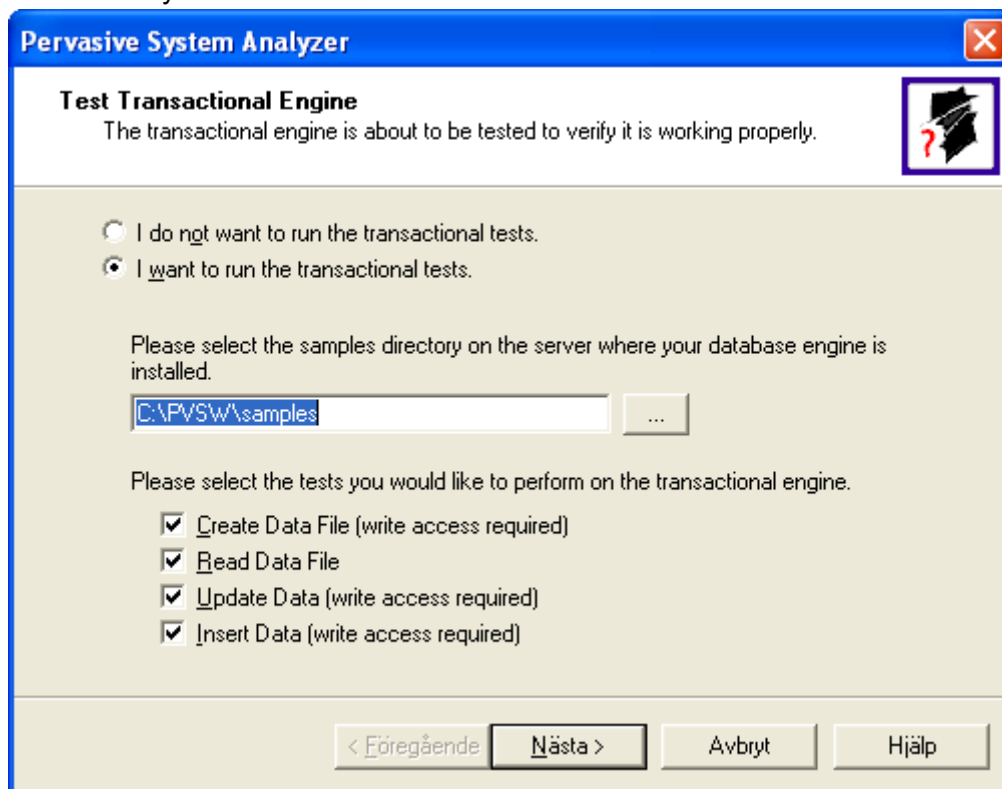 Pervasive System Analyzer
Test Transactional Engine
The transactional engine is about to be tested to verify it is working properly.
?
I do not want to run the transactional tests.
I want to run the transactional tests.
Please select the samples directory on the server where your database engine is
installed.
C:\PVSW\samples
...
Please select the tests you would like to perform on the transactional engine.
Create Data File (write access required)
Read Data File
Update Data (write access required)
Insert Data (write access required)
< Föregående Nästa > Avbryt Hjälp